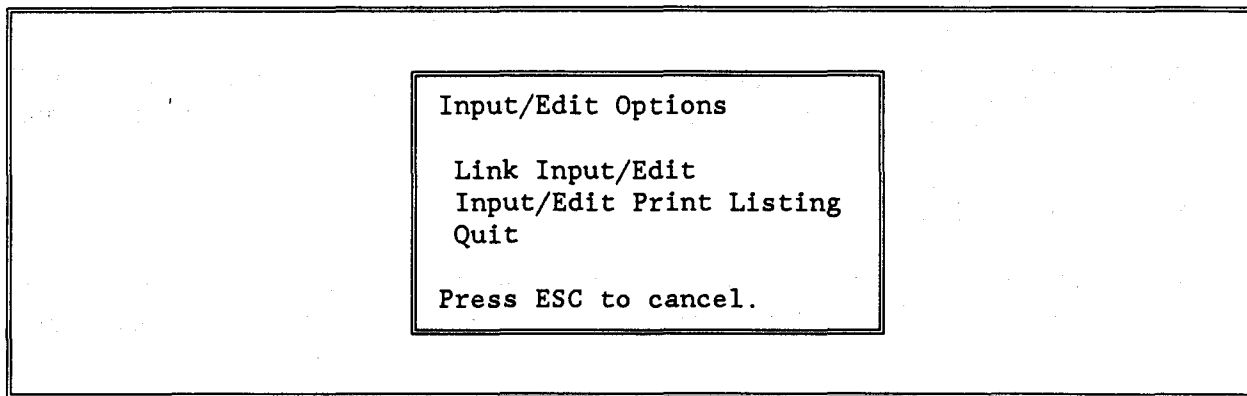 Input/Edit Options
Link Input/Edit
Input/Edit Print Listing
Quit
Press ESC to cancel.